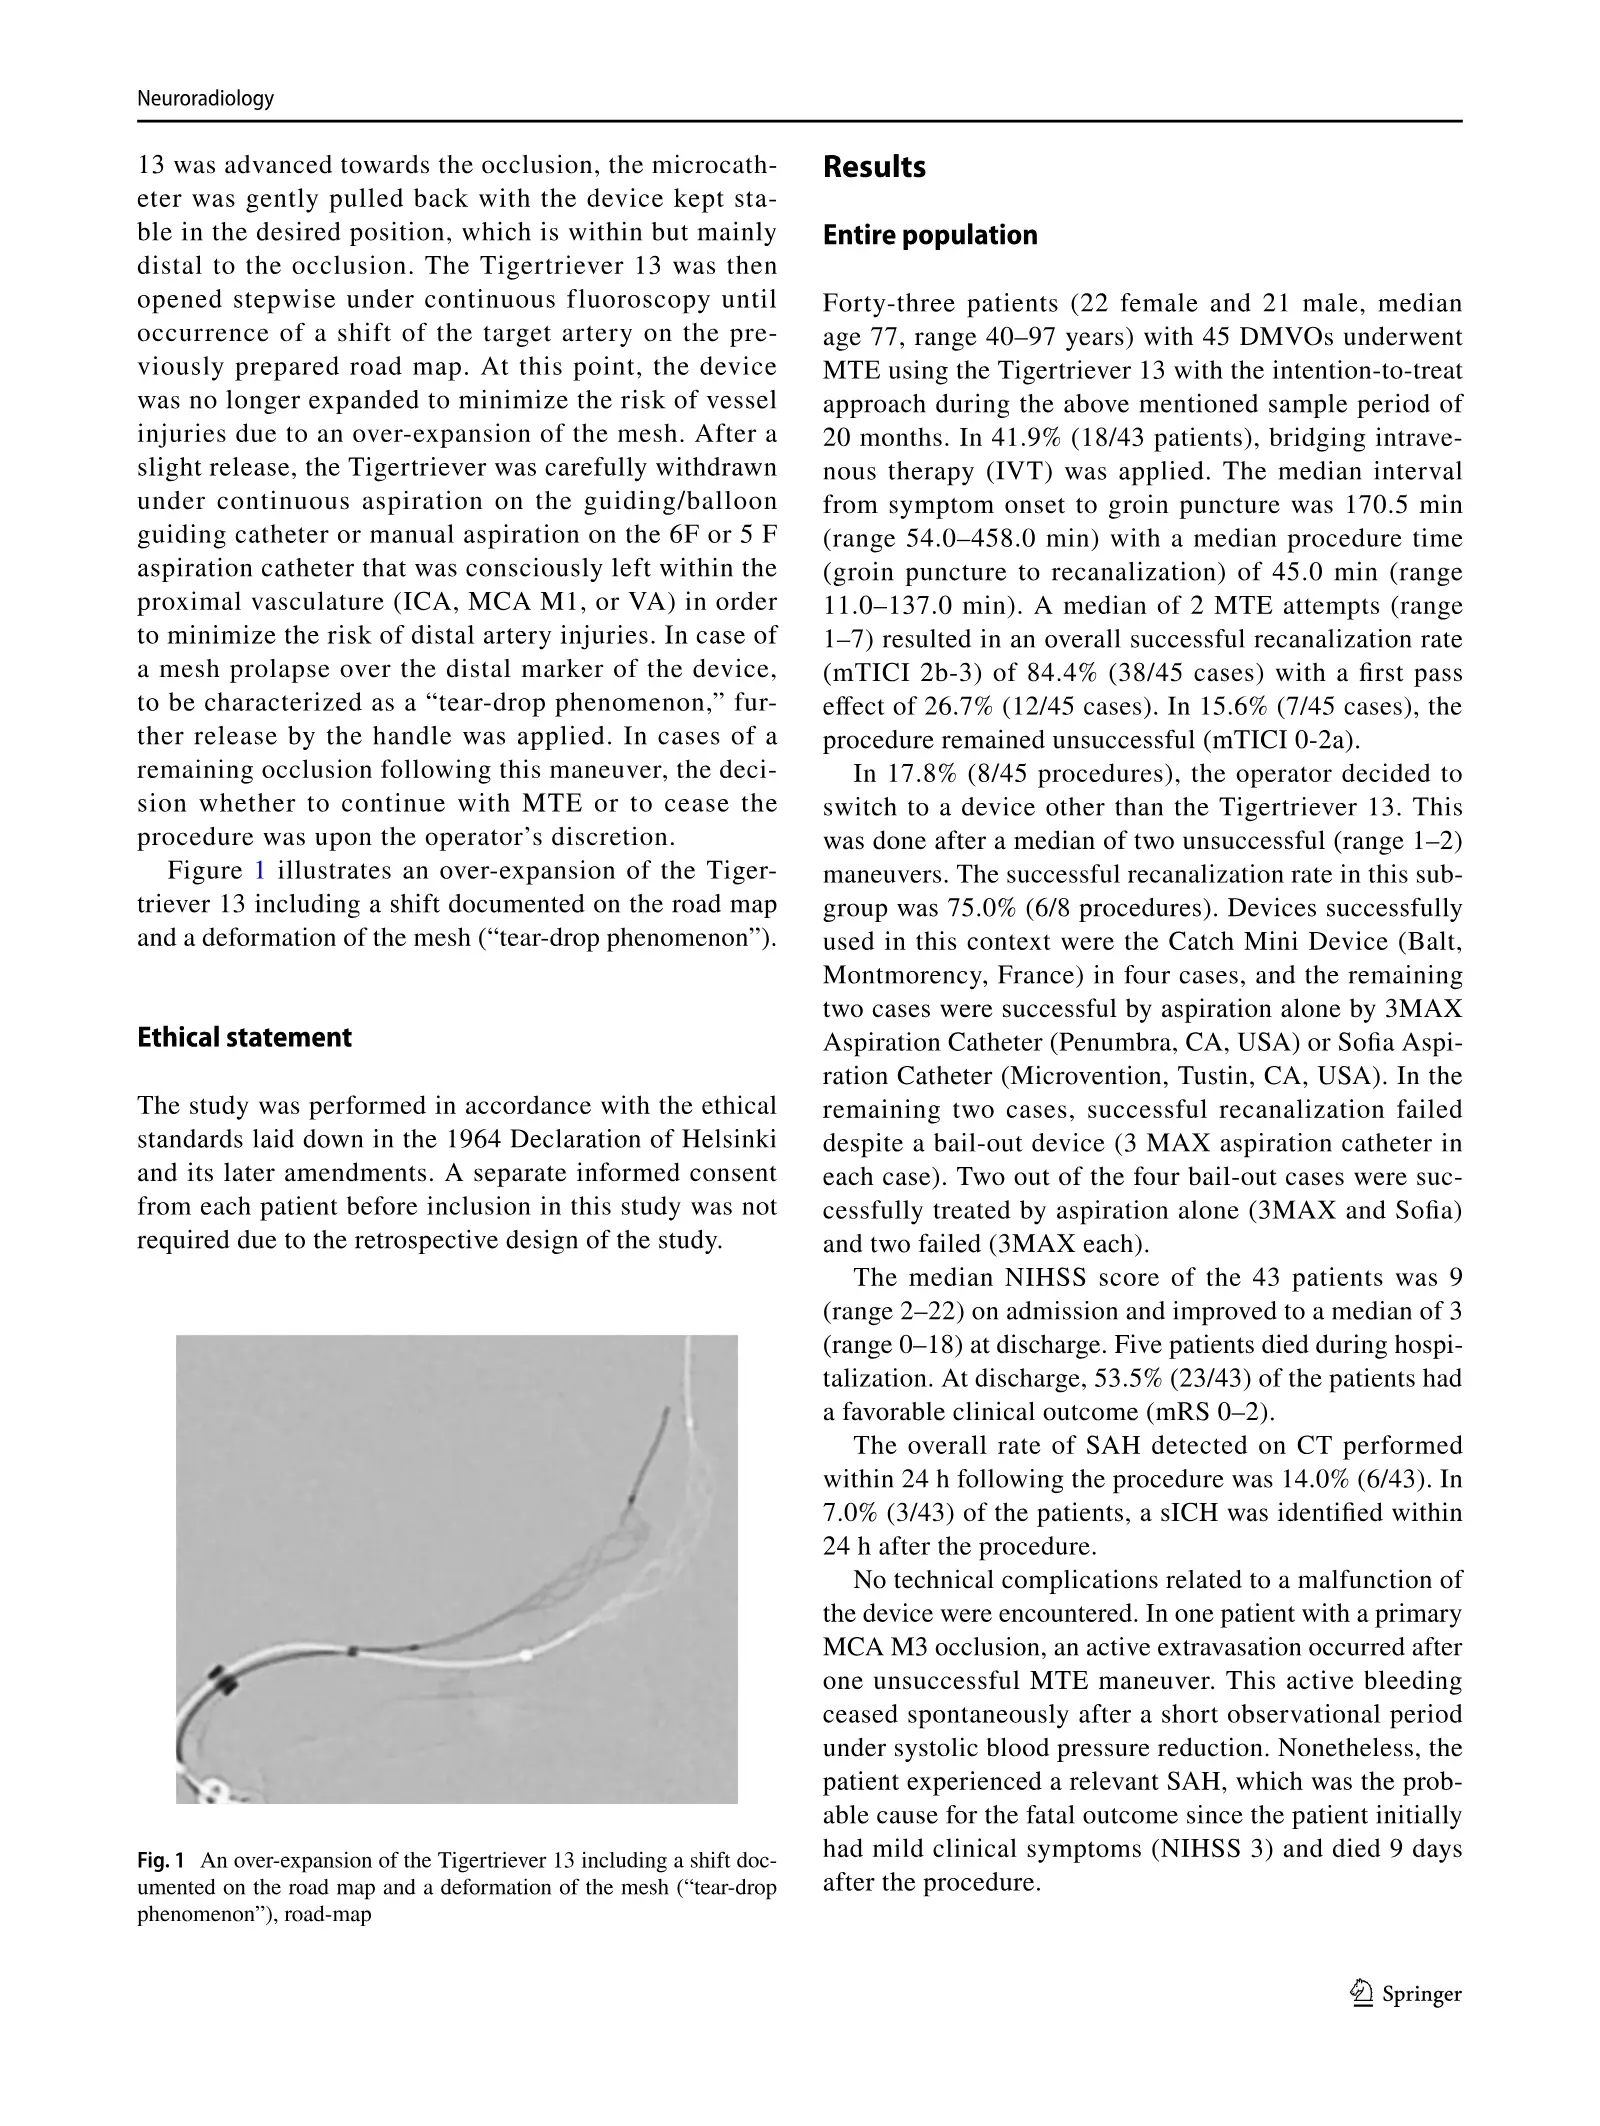 Neuroradiology
13 was advanced towards the occlusion, the microcath-
eter was gently pulled back with the device kept sta-
ble in the desired position, which is within but mainly
distal to the occlusion. The Tigertriever 13 was then
opened stepwise under continuous fluoroscopy until
occurrence of a shift of the target artery on the pre-
viously prepared road map. At this point, the device
was no longer expanded to minimize the risk of vessel
injuries due to an over-expansion of the mesh. After a
slight release, the Tigertriever was carefully withdrawn
under continuous aspiration on the guiding/balloon
guiding catheter or manual aspiration on the 6F or 5 F
aspiration catheter that was consciously left within the
proximal vasculature (ICA, MCA M1, or VA) in order
to minimize the risk of distal artery injuries. In case of
a mesh prolapse over the distal marker of the device,
to be characterized as a “tear-drop phenomenon,” fur-
ther release by the handle was applied. In cases of a
remaining occlusion following this maneuver, the deci-
sion whether to continue with MTE or to cease the
procedure was upon the operator’s discretion.
Figure 1 illustrates an over-expansion of the Tiger-
triever 13 including a shift documented on the road map
and a deformation of the mesh (“tear-drop phenomenon”).
Ethical statement
The study was performed in accordance with the ethical
standards laid down in the 1964 Declaration of Helsinki
and its later amendments. A separate informed consent
from each patient before inclusion in this study was not
required due to the retrospective design of the study.
Fig. 1 An over-expansion of the Tigertriever 13 including a shift doc-
umented on the road map and a deformation of the mesh (“tear-drop
phenomenon”), road-map
Results
Entire population
Forty-three patients (22 female and 21 male, median
age 77, range 40–97 years) with 45 DMVOs underwent
MTE using the Tigertriever 13 with the intention-to-treat
approach during the above mentioned sample period of
20 months. In 41.9% (18/43 patients), bridging intrave-
nous therapy (IVT) was applied. The median interval
from symptom onset to groin puncture was 170.5 min
(range 54.0–458.0 min) with a median procedure time
(groin puncture to recanalization) of 45.0 min (range
11.0–137.0 min). A median of 2 MTE attempts (range
1–7) resulted in an overall successful recanalization rate
(mTICI 2b-3) of 84.4% (38/45 cases) with a first pass
effect of 26.7% (12/45 cases). In 15.6% (7/45 cases), the
procedure remained unsuccessful (mTICI 0-2a).
In 17.8% (8/45 procedures), the operator decided to
switch to a device other than the Tigertriever 13. This
was done after a median of two unsuccessful (range 1–2)
maneuvers. The successful recanalization rate in this sub-
group was 75.0% (6/8 procedures). Devices successfully
used in this context were the Catch Mini Device (Balt,
Montmorency, France) in four cases, and the remaining
two cases were successful by aspiration alone by 3MAX
Aspiration Catheter (Penumbra, CA, USA) or Sofia Aspi-
ration Catheter (Microvention, Tustin, CA, USA). In the
remaining two cases, successful recanalization failed
despite a bail-out device (3 MAX aspiration catheter in
each case). Two out of the four bail-out cases were suc-
cessfully treated by aspiration alone (3MAX and Sofia)
and two failed (3MAX each).
The median NIHSS score of the 43 patients was 9
(range 2–22) on admission and improved to a median of 3
(range 0–18) at discharge. Five patients died during hospi-
talization. At discharge, 53.5% (23/43) of the patients had
a favorable clinical outcome (mRS 0–2).
The overall rate of SAH detected on CT performed
within 24 h following the procedure was 14.0% (6/43). In
7.0% (3/43) of the patients, a sICH was identified within
24 h after the procedure.
No technical complications related to a malfunction of
the device were encountered. In one patient with a primary
MCA M3 occlusion, an active extravasation occurred after
one unsuccessful MTE maneuver. This active bleeding
ceased spontaneously after a short observational period
under systolic blood pressure reduction. Nonetheless, the
patient experienced a relevant SAH, which was the prob-
able cause for the fatal outcome since the patient initially
had mild clinical symptoms (NIHSS 3) and died 9 days
after the procedure.
Springer